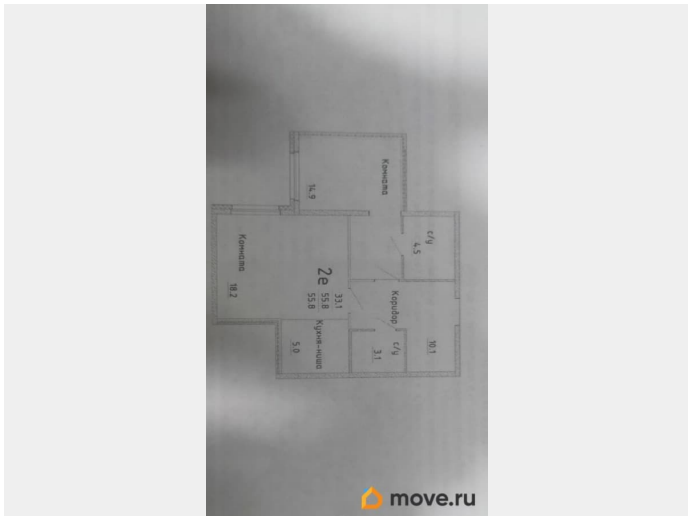 Комната
14.9
с/у
4.5
Комната
18.2
2е
33.1
55.8
55.8
Коридор
10.1
Кухня-ниша
5.0
с/у
3.1
move.ru